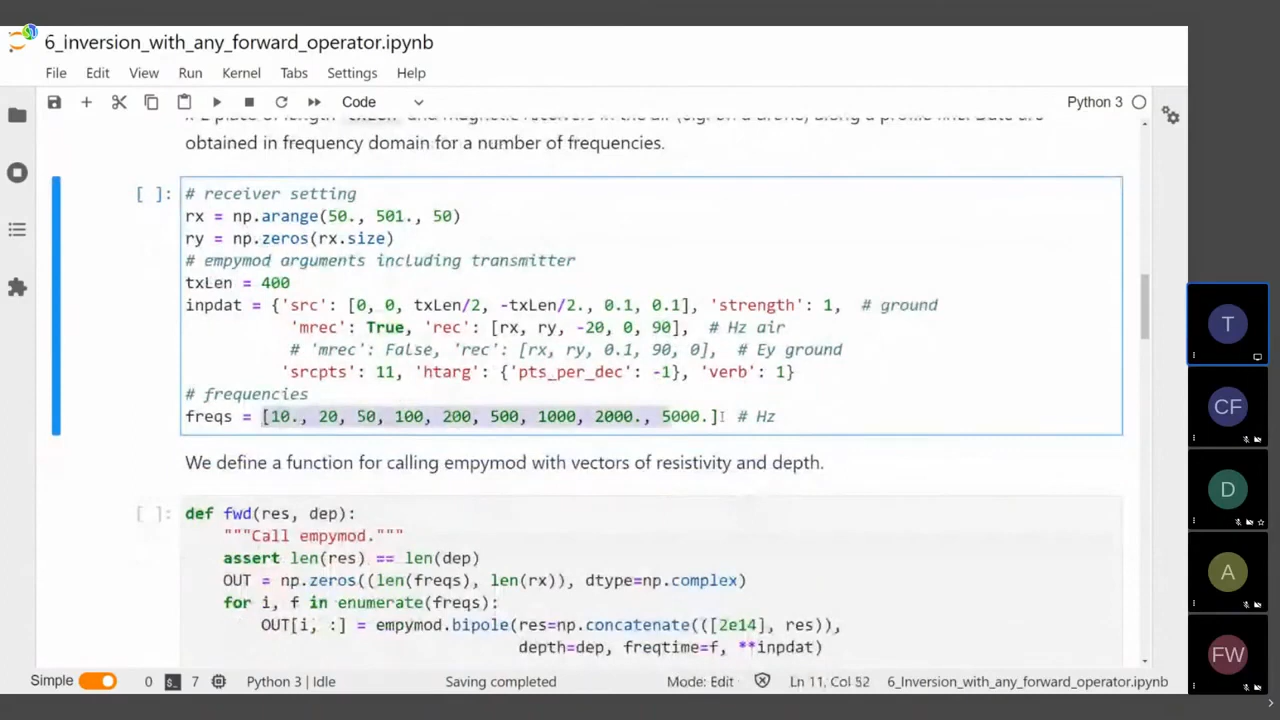 6_inversion_with_any_forward_operator.ipynb
File Edit View Run Kernel Tabs Settings Help
Code Python 3
obtained in frequency domain for a number of frequencies.
[ ]: # receiver setting
rx = np.arange(50., 501., 50)
ry = np.zeros(rx.size)
# empymod arguments including transmitter
txLen = 400
inpdat = {'src': [0, 0, txLen/2, -txLen/2., 0.1, 0.1], 'strength': 1, # ground
'mrec': True, 'rec': [rx, ry, -20, 0, 90], # Hz air
# 'mrec': False, 'rec': [rx, ry, 0.1, 90, 0], # Ey ground
'srcpts': 11, 'htarg': {'pts_per_dec': -1}, 'verb': 1}
# frequencies
freqs = [10., 20, 50, 100, 200, 500, 1000, 2000., 5000.] # Hz
We define a function for calling empymod with vectors of resistivity and depth.
[ ]: def fwd(res, dep):
"""Call empymod."""
assert len(res) == len(dep)
OUT = np.zeros((len(freqs), len(rx)), dtype=np.complex)
for i, f in enumerate(freqs):
OUT[i, :] = empymod.bipole(res=np.concatenate(([2e14], res)),
depth=dep, freqtime=f, **inpdat)
Simple 0 7 Python 3 | Idle Saving completed Mode: Edit Ln 11, Col 52 6_Inversion_with_any_forward_operator.ipynb
T
CF
D
A
FW